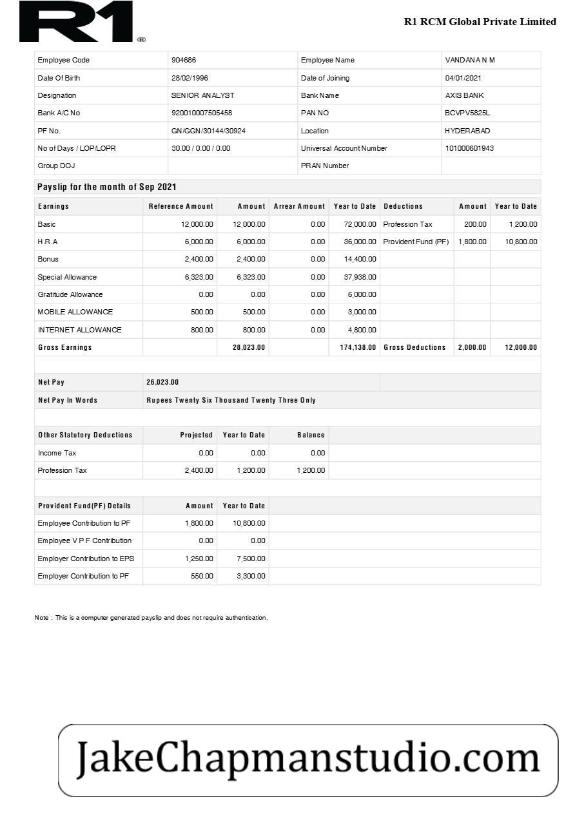 R1 ®
R1 RCM Global Private Limited
Employee Code 904686 Employee Name VANDANA N M
Date Of Birth 28/02/1996 Date of Joining 04/01/2021
Designation SENIOR ANALYST Bank Name AXIS BANK
Bank A/C No 920010007505458 PAN NO BCVPV5825L
PF No. GN/GGN/30144/30924 Location HYDERABAD
No of Days / LOP/LOPR 30.00 / 0.00 / 0.00 Universal Account Number 101000601943
Group DOJ PRAN Number
Payslip for the month of Sep 2021
Earnings Reference Amount Amount Arrear Amount Year to Date Deductions Amount Year to Date
Basic 12,000.00 12,000.00 0.00 72,000.00 Profession Tax 200.00 1,200.00
H.R.A 6,000.00 6,000.00 0.00 36,000.00 Provident Fund (PF) 1,800.00 10,800.00
Bonus 2,400.00 2,400.00 0.00 14,400.00
Special Allowance 6,323.00 6,323.00 0.00 37,938.00
Gratitude Allowance 0.00 0.00 0.00 6,000.00
MOBILE ALLOWANCE 500.00 500.00 0.00 3,000.00
INTERNET ALLOWANCE 800.00 800.00 0.00 4,800.00
Gross Earnings 28,023.00 174,138.00 Gross Deductions 2,000.00 12,000.00
Net Pay 26,023.00
Net Pay In Words Rupees Twenty Six Thousand Twenty Three Only
Other Statutory Deductions Projected Year to Date Balance
Income Tax 0.00 0.00 0.00
Profession Tax 2,400.00 1,200.00 1,200.00
Provident Fund(PF) Details Amount Year to Date
Employee Contribution to PF 1,800.00 10,800.00
Employee V P F Contribution 0.00 0.00
Employer Contribution to EPS 1,250.00 7,500.00
Employer Contribution to PF 550.00 3,300.00
Note : This is a computer generated payslip and does not require authentication.
JakeChapmanstudio.com